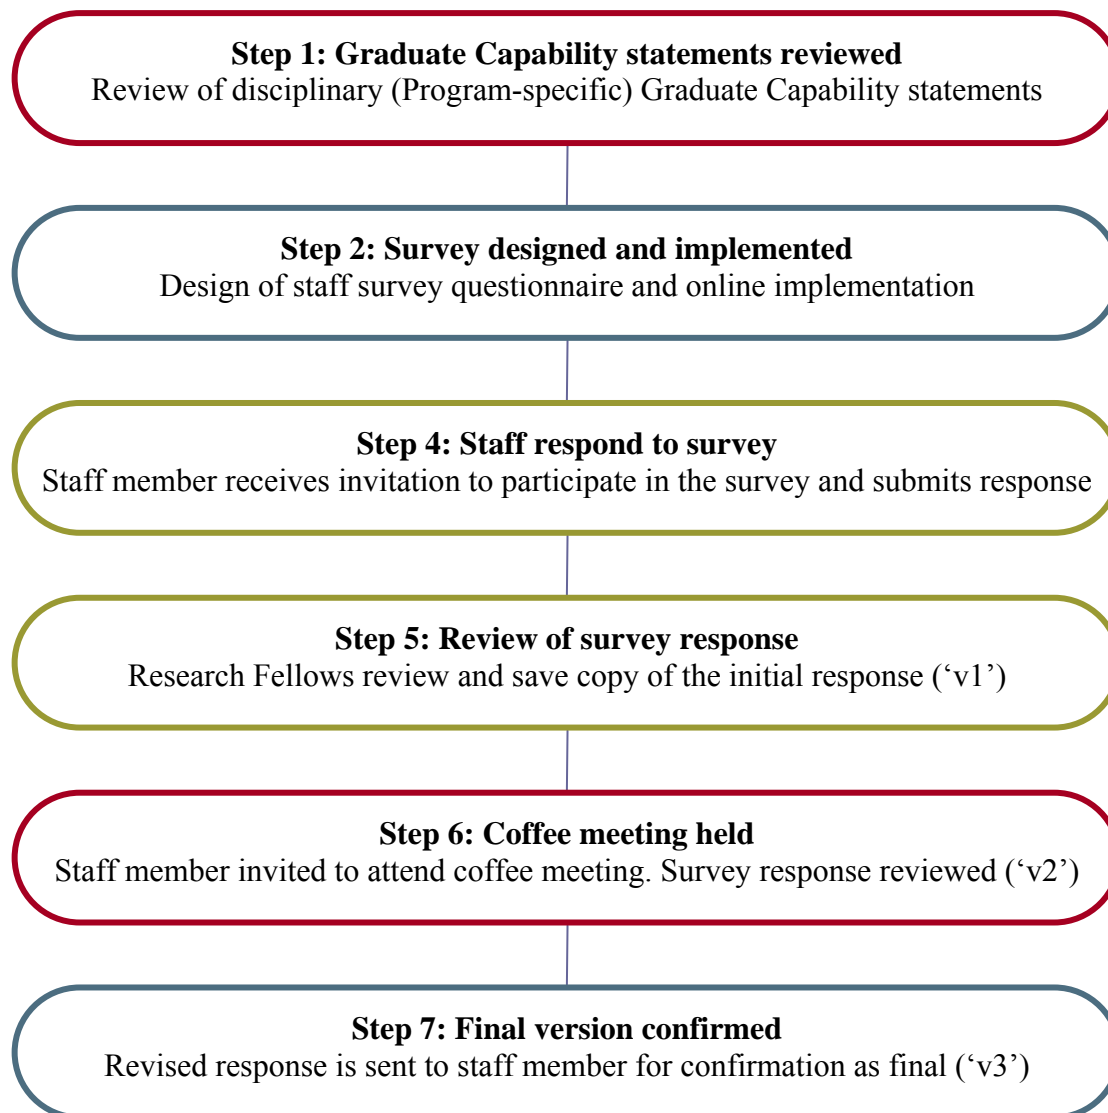 Step 1: Graduate Capability statements reviewed
Review of disciplinary (Program-specific) Graduate Capability statements
Step 2: Survey designed and implemented
Design of staff survey questionnaire and online implementation
Step 4: Staff respond to survey
Staff member receives invitation to participate in the survey and submits response
Step 5: Review of survey response
Research Fellows review and save copy of the initial response (‘v1’)
Step 6: Coffee meeting held
Staff member invited to attend coffee meeting. Survey response reviewed (‘v2’)
Step 7: Final version confirmed
Revised response is sent to staff member for confirmation as final (‘v3’)